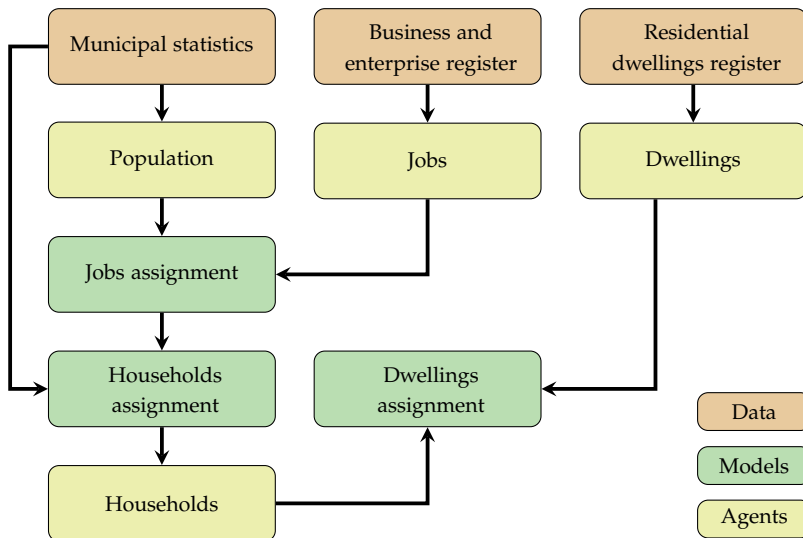 Municipal statistics
Business and
enterprise register
Residential
dwellings register
Population
Jobs
Dwellings
Jobs assignment
Households
assignment
Dwellings
assignment
Households
Data
Models
Agents